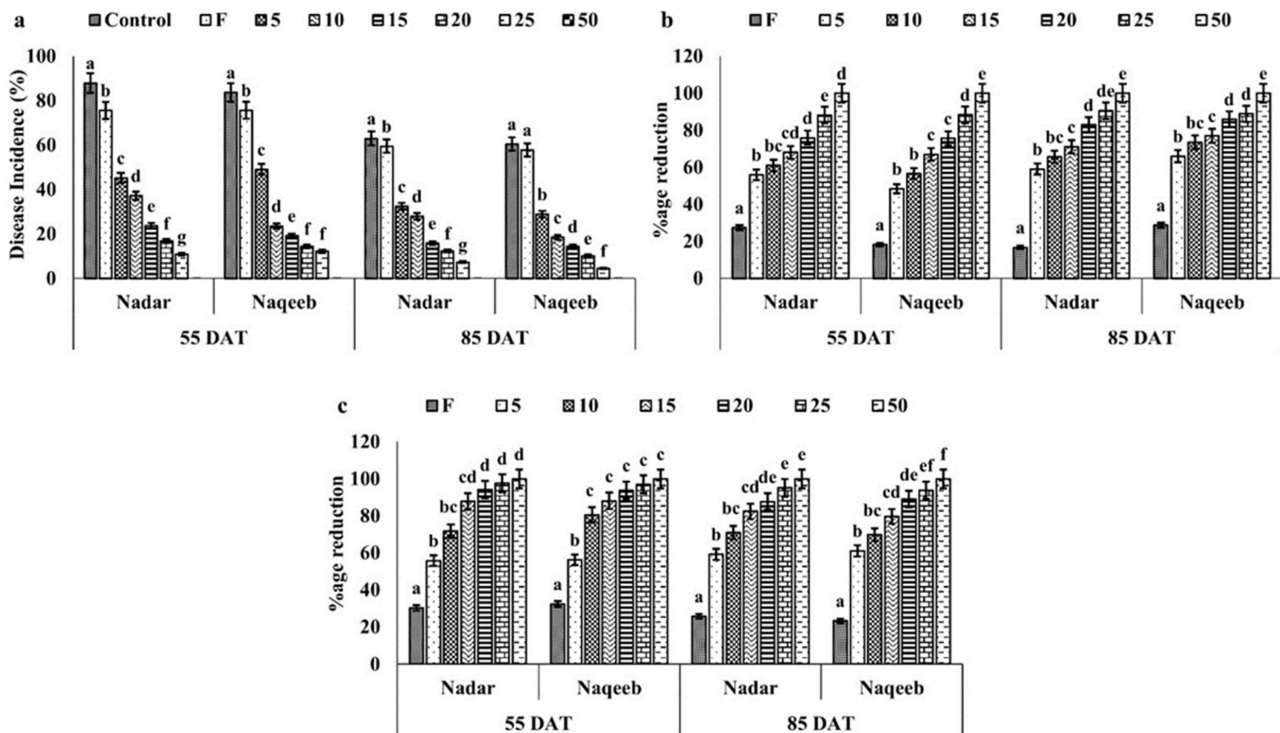 a Control F 5 10 15 20 25 50
Disease Incidence (%)
100
80
60
40
20
0
a b c d e f g
a b c d e f f
a b c d e f g
a a b c d e f
Nadar Naqeeb Nadar Naqeeb
55 DAT 85 DAT
b F 5 10 15 20 25 50
%age reduction
120
100
80
60
40
20
0
a b bc cd d e d
a b b c c d e
a b bc c d de e
a b bc b c d d e
Nadar Naqeeb Nadar Naqeeb
55 DAT 85 DAT
c F 5 10 15 20 25 50
%age reduction
120
100
80
60
40
20
0
a b bc cd d d d
a b c c c c c
a b bc cd de e e
a b bc cd de ef f
Nadar Naqeeb Nadar Naqeeb
55 DAT 85 DAT